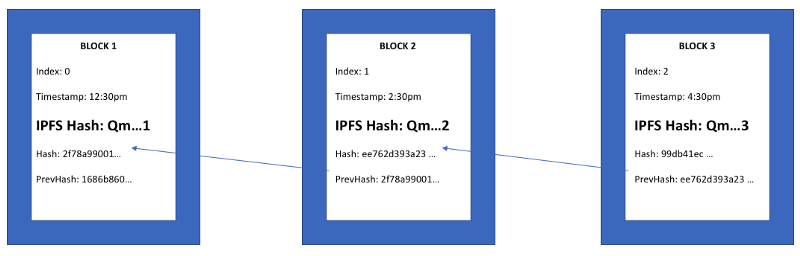 BLOCK 1
Index: 0
Timestamp: 12:30pm
IPFS Hash: Qm...1
Hash: 2f78a99001...
PrevHash: 1686b860...
BLOCK 2
Index: 1
Timestamp: 2:30pm
IPFS Hash: Qm...2
Hash: ee762d393a23 ...
PrevHash: 2f78a99001...
BLOCK 3
Index: 2
Timestamp: 4:30pm
IPFS Hash: Qm...3
Hash: 99db41ec ...
PrevHash: ee762d393a23 ...